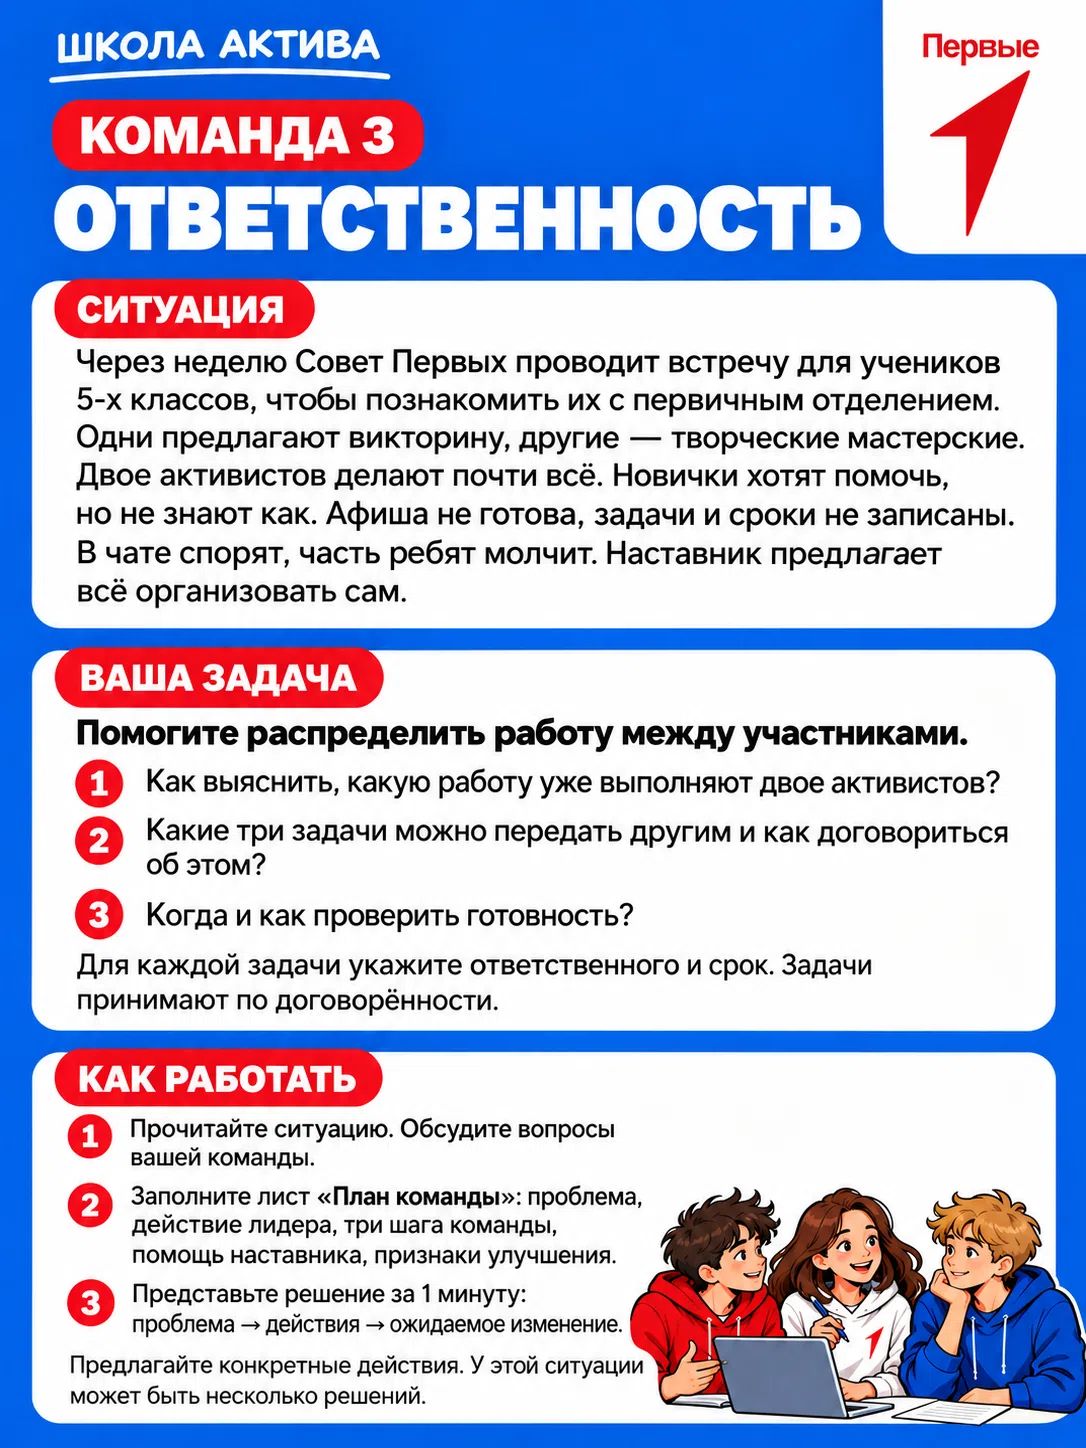 ШКОЛА АКТИВА
Первые
КОМАНДА 3
ОТВЕТСТВЕННОСТЬ
СИТУАЦИЯ
Через неделю Совет Первых проводит встречу для учеников
5-х классов, чтобы познакомить их с первичным отделением.
Одни предлагают викторину, другие — творческие мастерские.
Двое активистов делают почти всё. Новички хотят помочь,
но не знают как. Афиша не готова, задачи и сроки не записаны.
В чате спорят, часть ребят молчит. Наставник предлагает
всё организовать сам.
ВАША ЗАДАЧА
Помогите распределить работу между участниками.
1 Как выяснить, какую работу уже выполняют двое активистов?
2 Какие три задачи можно передать другим и как договориться
об этом?
3 Когда и как проверить готовность?
Для каждой задачи укажите ответственного и срок. Задачи
принимают по договорённости.
КАК РАБОТАТЬ
1 Прочитайте ситуацию. Обсудите вопросы
вашей команды.
2 Заполните лист «План команды»: проблема,
действие лидера, три шага команды,
помощь наставника, признаки улучшения.
3 Представьте решение за 1 минуту:
проблема → действия → ожидаемое изменение.
Предлагайте конкретные действия. У этой ситуации
может быть несколько решений.